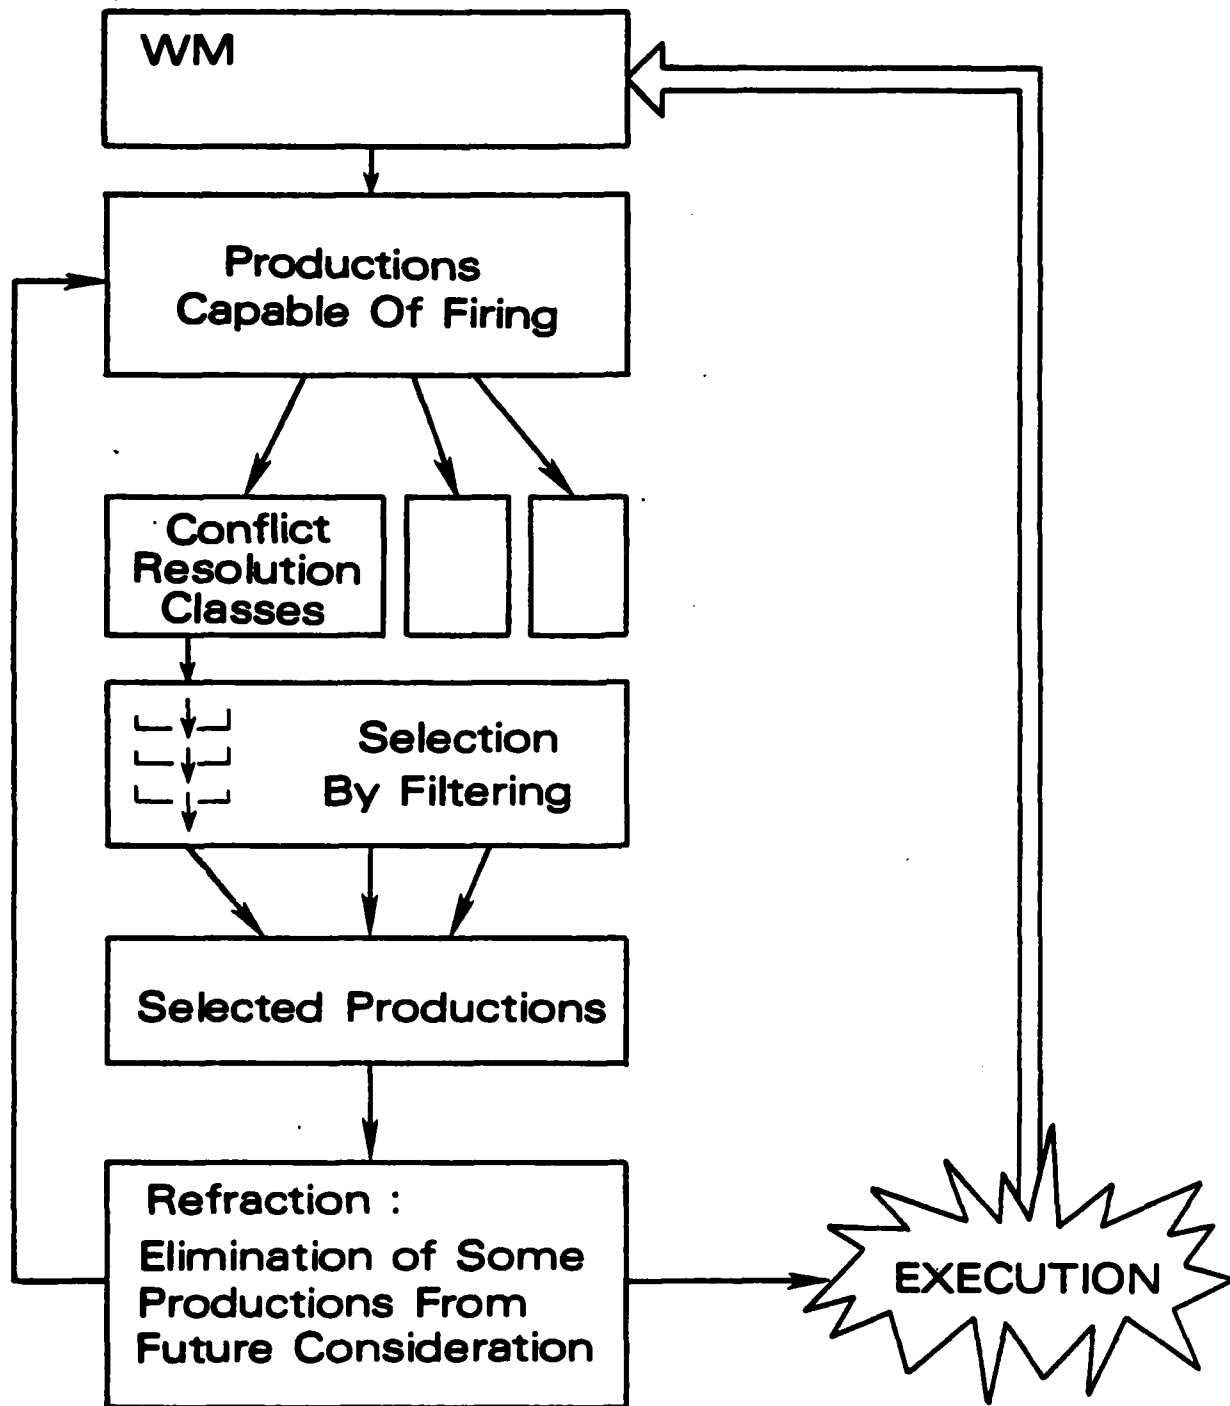 WM
Productions
Capable Of Firing
Conflict
Resolution
Classes
Selection
By Filtering
Selected Productions
Refraction :
Elimination of Some
Productions From
Future Consideration
EXECUTION